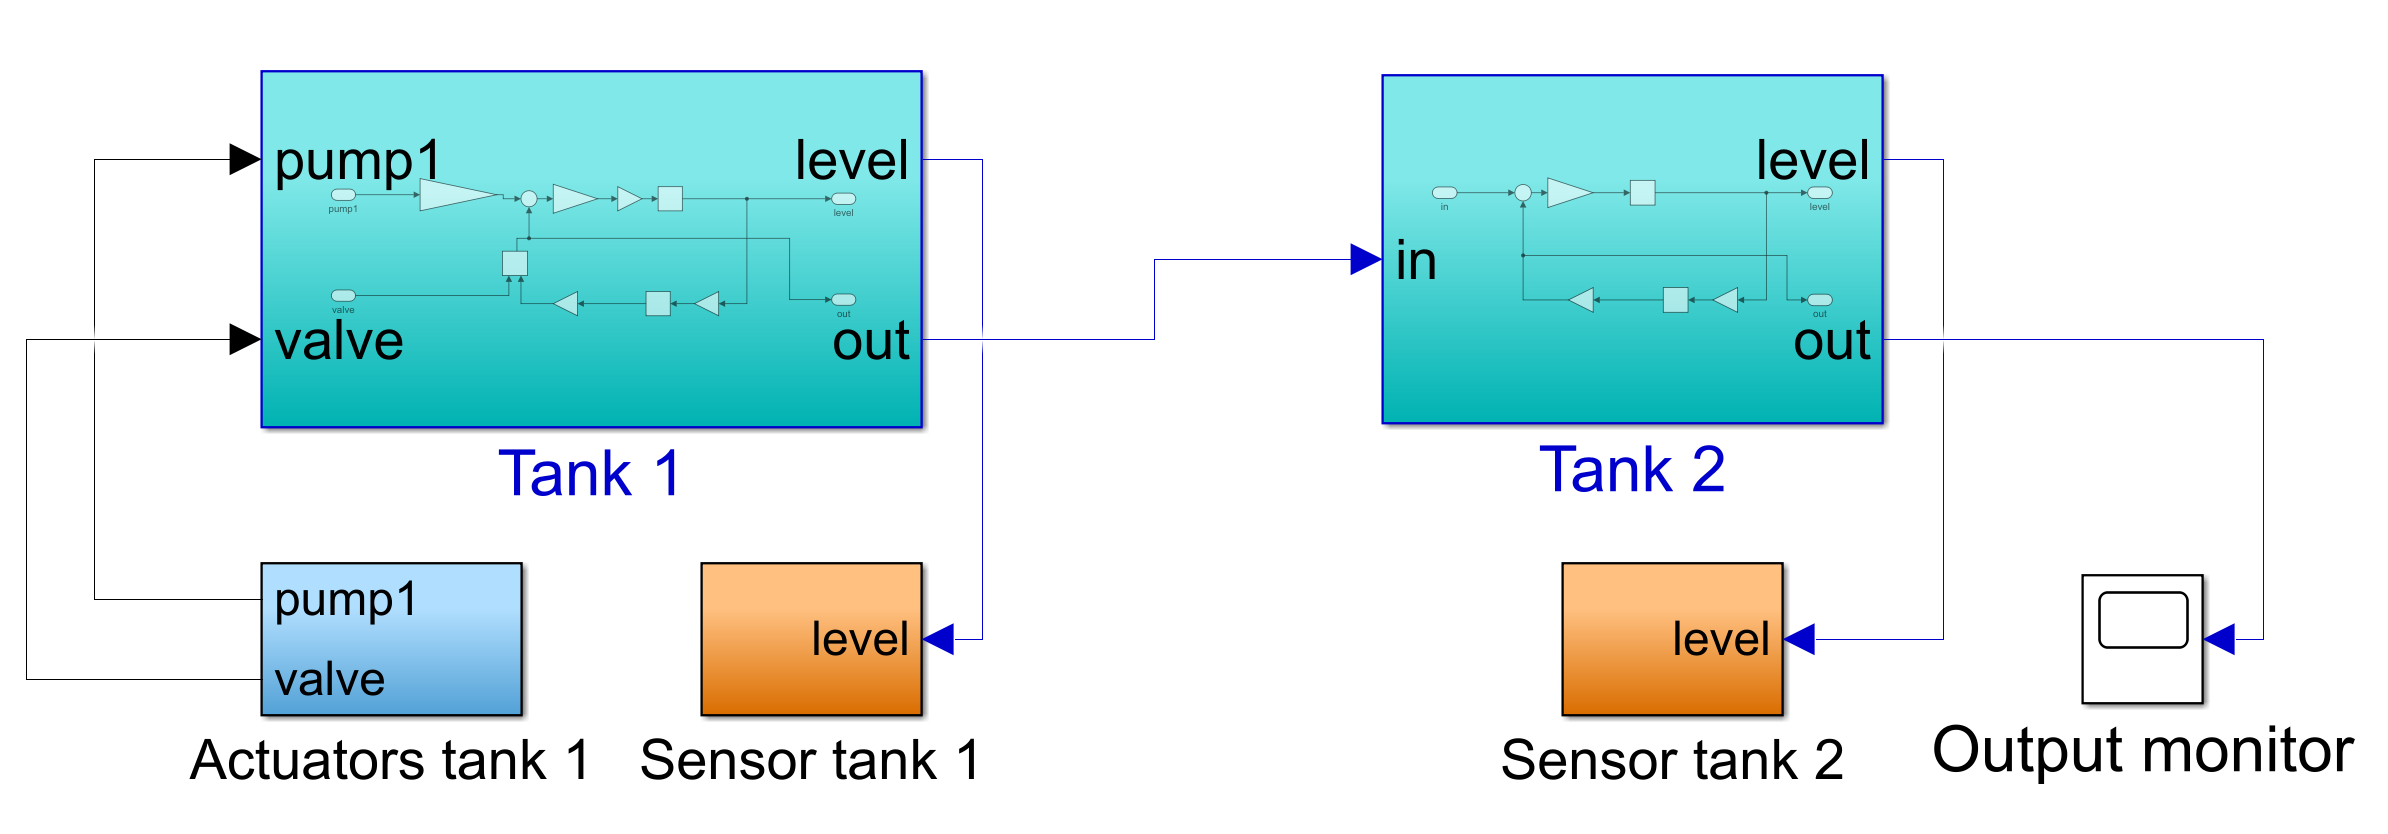 pump1
level
pump1
level
valve
out
valve
out
Tank 1
level
in
level
in
out
out
Tank 2
pump1
valve
Actuators tank 1
level
Sensor tank 1
level
Sensor tank 2
Output monitor